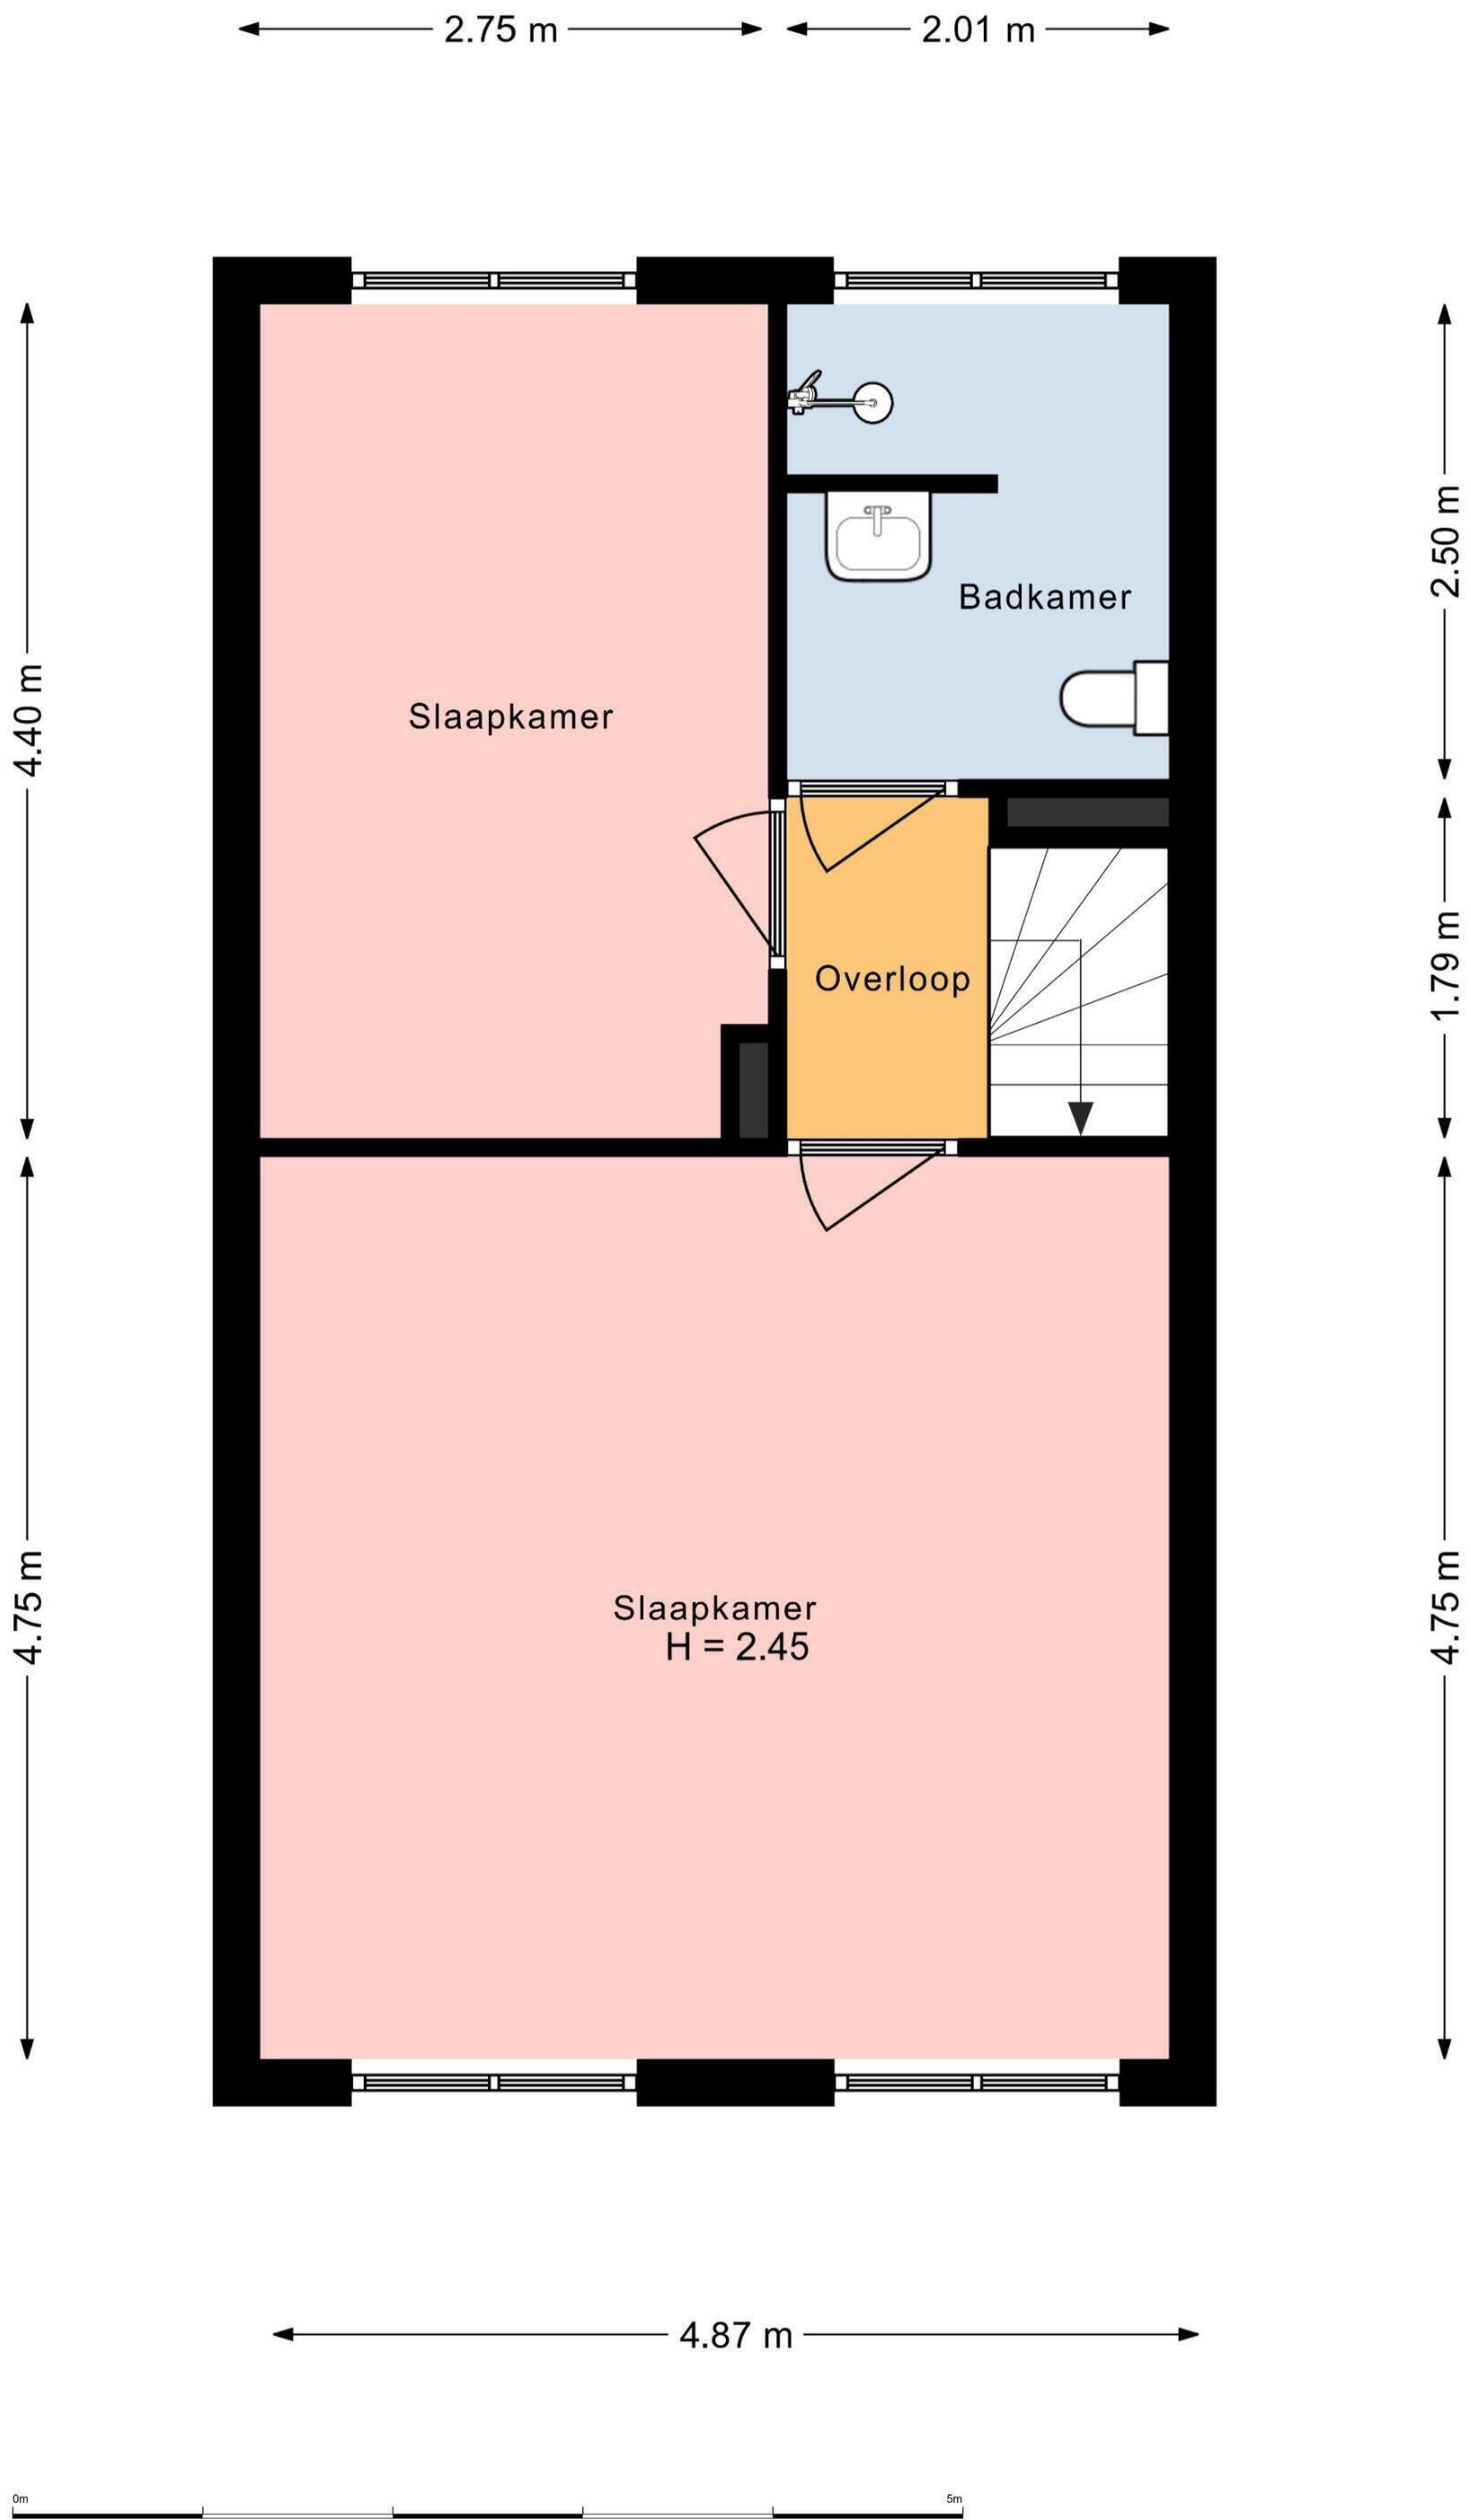 2.75 m
2.01 m
4.40 m
2.50 m
Badkamer
Slaapkamer
1.79 m
Overloop
4.75 m
4.75 m
Slaapkamer
H = 2.45
4.87 m
0m
5m